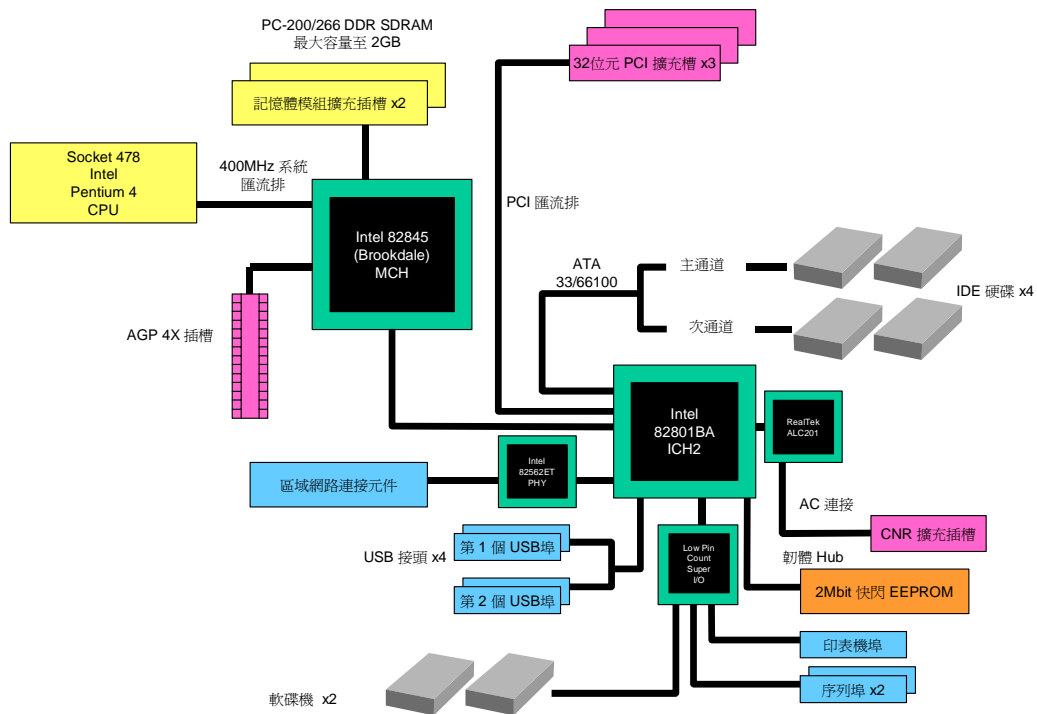 PC-200/266 DDR SDRAM
最大容量至 2GB
記憶體模組擴充插槽 x2
32位元 PCI 擴充槽 x3
Socket 478
Intel
Pentium 4
CPU
400MHz 系統
匯流排
Intel 82845
(Brookdale)
MCH
PCI 匯流排
AGP 4X 插槽
ATA
33/66100
主通道
次通道
IDE 硬碟 x4
Intel
82801BA
ICH2
RealTek
ALC201
Intel
82562ET
PHY
區域網路連接元件
AC 連接
CNR 擴充插槽
USB 接頭 x4
第 1 個 USB埠
第 2 個 USB埠
Low Pin
Count
Super
I/O
韌體 Hub
2Mbit 快閃 EEPROM
印表機埠
序列埠 x2
軟碟機 x2